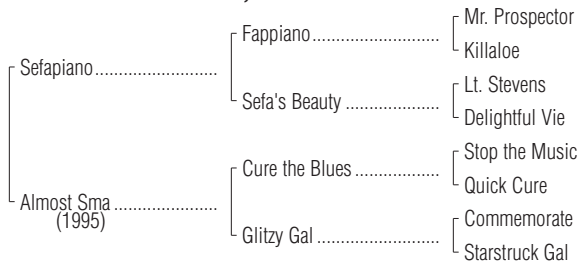 Mr. Prospector
Fappiano
Killaloe
Sefapiano
Lt. Stevens
Sefa's Beauty
Delightful Vie
Stop the Music
Cure the Blues
Quick Cure
Almost Sma
(1995)
Commemorate
Glitzy Gal
Starstruck Gal